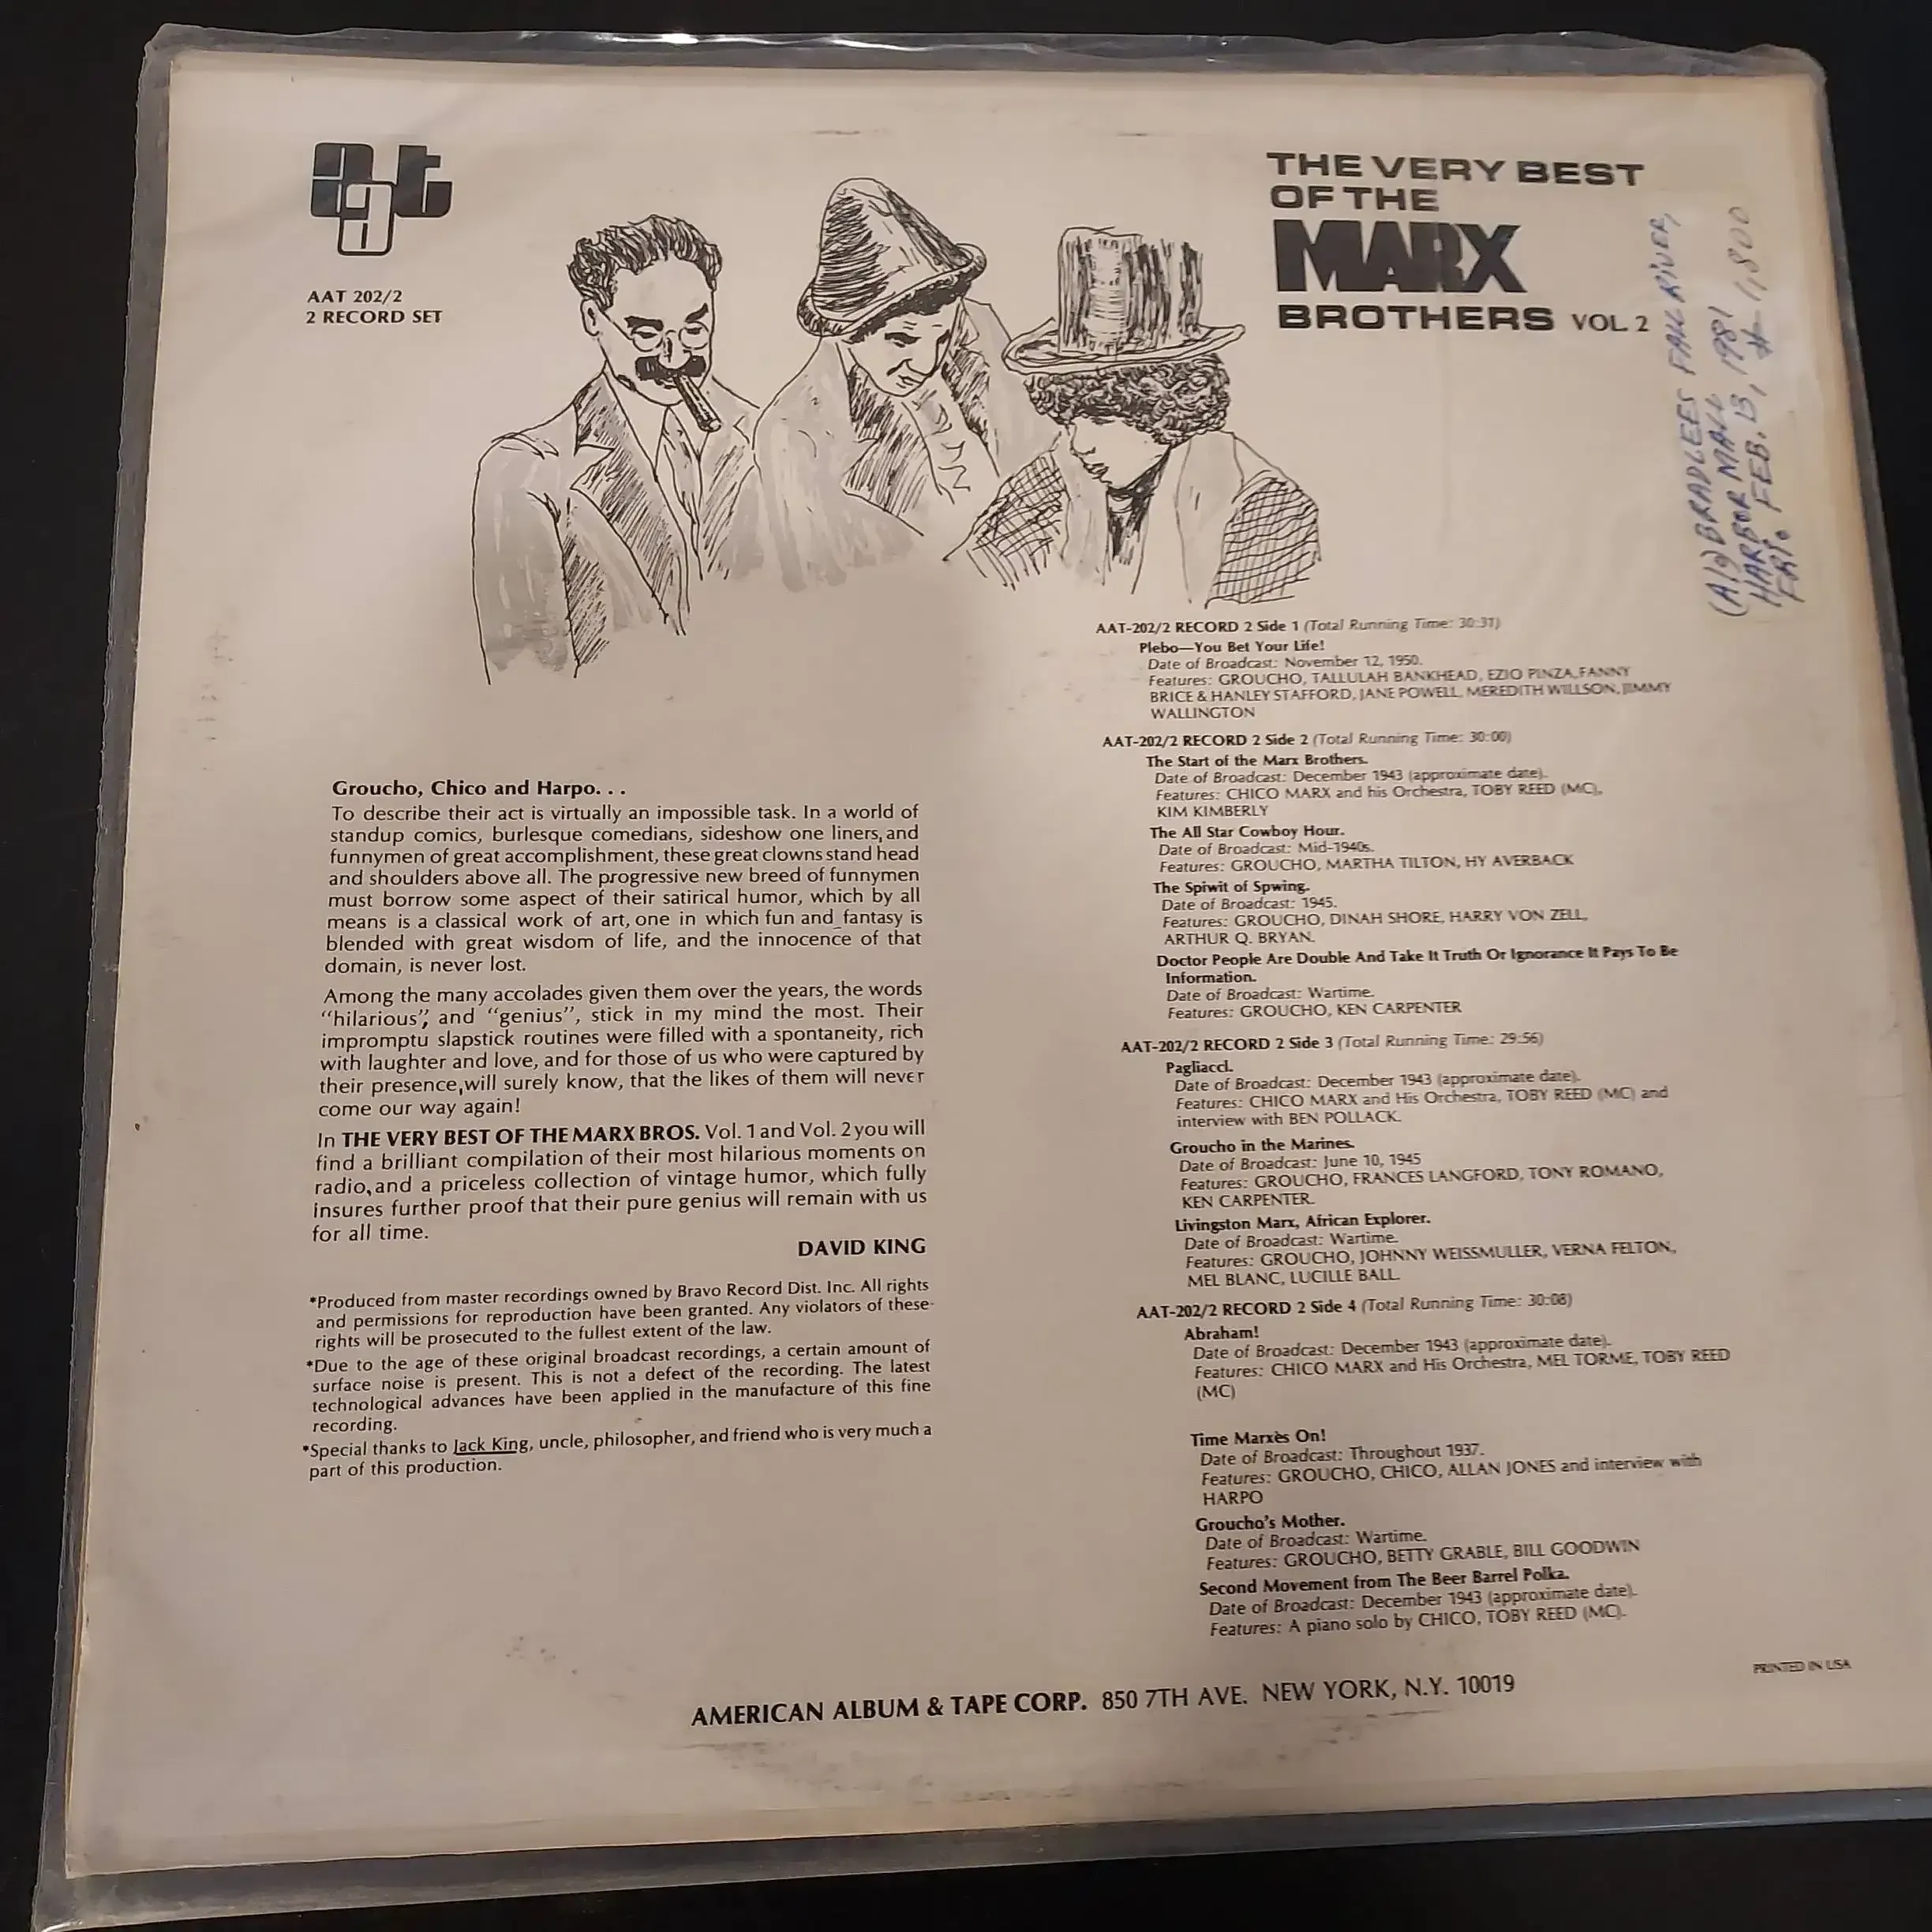 aat
AAT 202/2
2 RECORD SET
THE VERY BEST
OF THE
MARX
BROTHERS VOL 2
(A19) BRADLEES FALL RIVER,
HARBOR MALL
FRI. FEB. 13, 1981
# 1,800
Groucho, Chico and Harpo. . .
To describe their act is virtually an impossible task. In a world of
standup comics, burlesque comedians, sideshow one liners, and
funnymen of great accomplishment, these great clowns stand head
and shoulders above all. The progressive new breed of funnymen
must borrow some aspect of their satirical humor, which by all
means is a classical work of art, one in which fun and fantasy is
blended with great wisdom of life, and the innocence of that
domain, is never lost.
Among the many accolades given them over the years, the words
“hilarious”, and “genius”, stick in my mind the most. Their
impromptu slapstick routines were filled with a spontaneity, rich
with laughter and love, and for those of us who were captured by
their presence, will surely know, that the likes of them will never
come our way again!
In THE VERY BEST OF THE MARX BROS. Vol. 1 and Vol. 2 you will
find a brilliant compilation of their most hilarious moments on
radio, and a priceless collection of vintage humor, which fully
insures further proof that their pure genius will remain with us
for all time.
DAVID KING
*Produced from master recordings owned by Bravo Record Dist. Inc. All rights
and permissions for reproduction have been granted. Any violators of these
rights will be prosecuted to the fullest extent of the law.
*Due to the age of these original broadcast recordings, a certain amount of
surface noise is present. This is not a defect of the recording. The latest
technological advances have been applied in the manufacture of this fine
recording.
*Special thanks to Jack King, uncle, philosopher, and friend who is very much a
part of this production.
AAT-202/2 RECORD 2 Side 1 (Total Running Time: 30:31)
Plebo—You Bet Your Life!
Date of Broadcast: November 12, 1950.
Features: GROUCHO, TALLULAH BANKHEAD, EZIO PINZA, FANNY
BRICE & HANLEY STAFFORD, JANE POWELL, MEREDITH WILLSON, JIMMY
WALLINGTON
AAT-202/2 RECORD 2 Side 2 (Total Running Time: 30:00)
The Start of the Marx Brothers.
Date of Broadcast: December 1943 (approximate date).
Features: CHICO MARX and his Orchestra, TOBY REED (MC),
KIM KIMBERLY
The All Star Cowboy Hour.
Date of Broadcast: Mid-1940s.
Features: GROUCHO, MARTHA TILTON, HY AVERBACK
The Spiwit of Spwing.
Date of Broadcast: 1945.
Features: GROUCHO, DINAH SHORE, HARRY VON ZELL,
ARTHUR Q. BRYAN.
Doctor People Are Double And Take It Truth Or Ignorance It Pays To Be
Information.
Date of Broadcast: Wartime.
Features: GROUCHO, KEN CARPENTER
AAT-202/2 RECORD 2 Side 3 (Total Running Time: 29:56)
Pagliacci.
Date of Broadcast: December 1943 (approximate date).
Features: CHICO MARX and His Orchestra, TOBY REED (MC) and
interview with BEN POLLACK.
Groucho in the Marines.
Date of Broadcast: June 10, 1945
Features: GROUCHO, FRANCES LANGFORD, TONY ROMANO,
KEN CARPENTER.
Livingston Marx, African Explorer.
Date of Broadcast: Wartime.
Features: GROUCHO, JOHNNY WEISSMULLER, VERNA FELTON,
MEL BLANC, LUCILLE BALL.
AAT-202/2 RECORD 2 Side 4 (Total Running Time: 30:08)
Abraham!
Date of Broadcast: December 1943 (approximate date).
Features: CHICO MARX and His Orchestra, MEL TORME, TOBY REED
(MC)
Time Marxes On!
Date of Broadcast: Throughout 1937.
Features: GROUCHO, CHICO, ALLAN JONES and interview with
HARPO
Groucho's Mother.
Date of Broadcast: Wartime.
Features: GROUCHO, BETTY GRABLE, BILL GOODWIN
Second Movement from The Beer Barrel Polka.
Date of Broadcast: December 1943 (approximate date).
Features: A piano solo by CHICO, TOBY REED (MC).
PRINTED IN USA
AMERICAN ALBUM & TAPE CORP. 850 7TH AVE. NEW YORK, N.Y. 10019